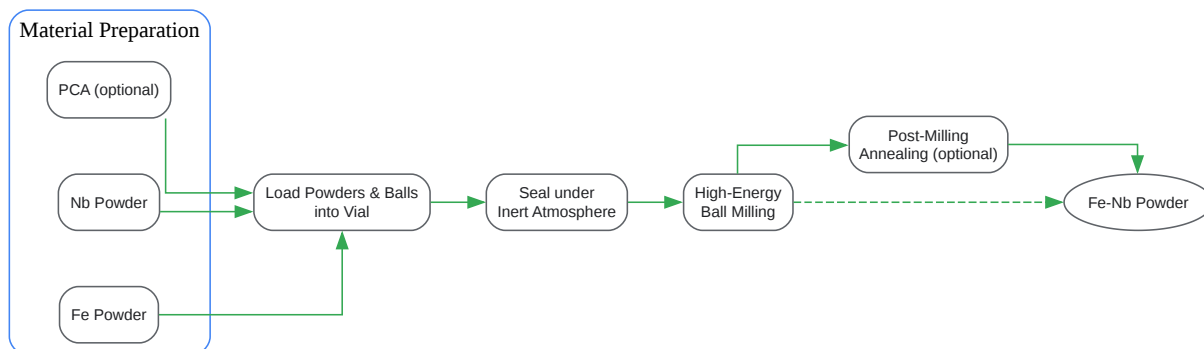 Material Preparation
PCA (optional)
Nb Powder
Fe Powder
Load Powders & Balls
into Vial
Seal under
Inert Atmosphere
High-Energy
Ball Milling
Post-Milling
Annealing (optional)
Fe-Nb Powder